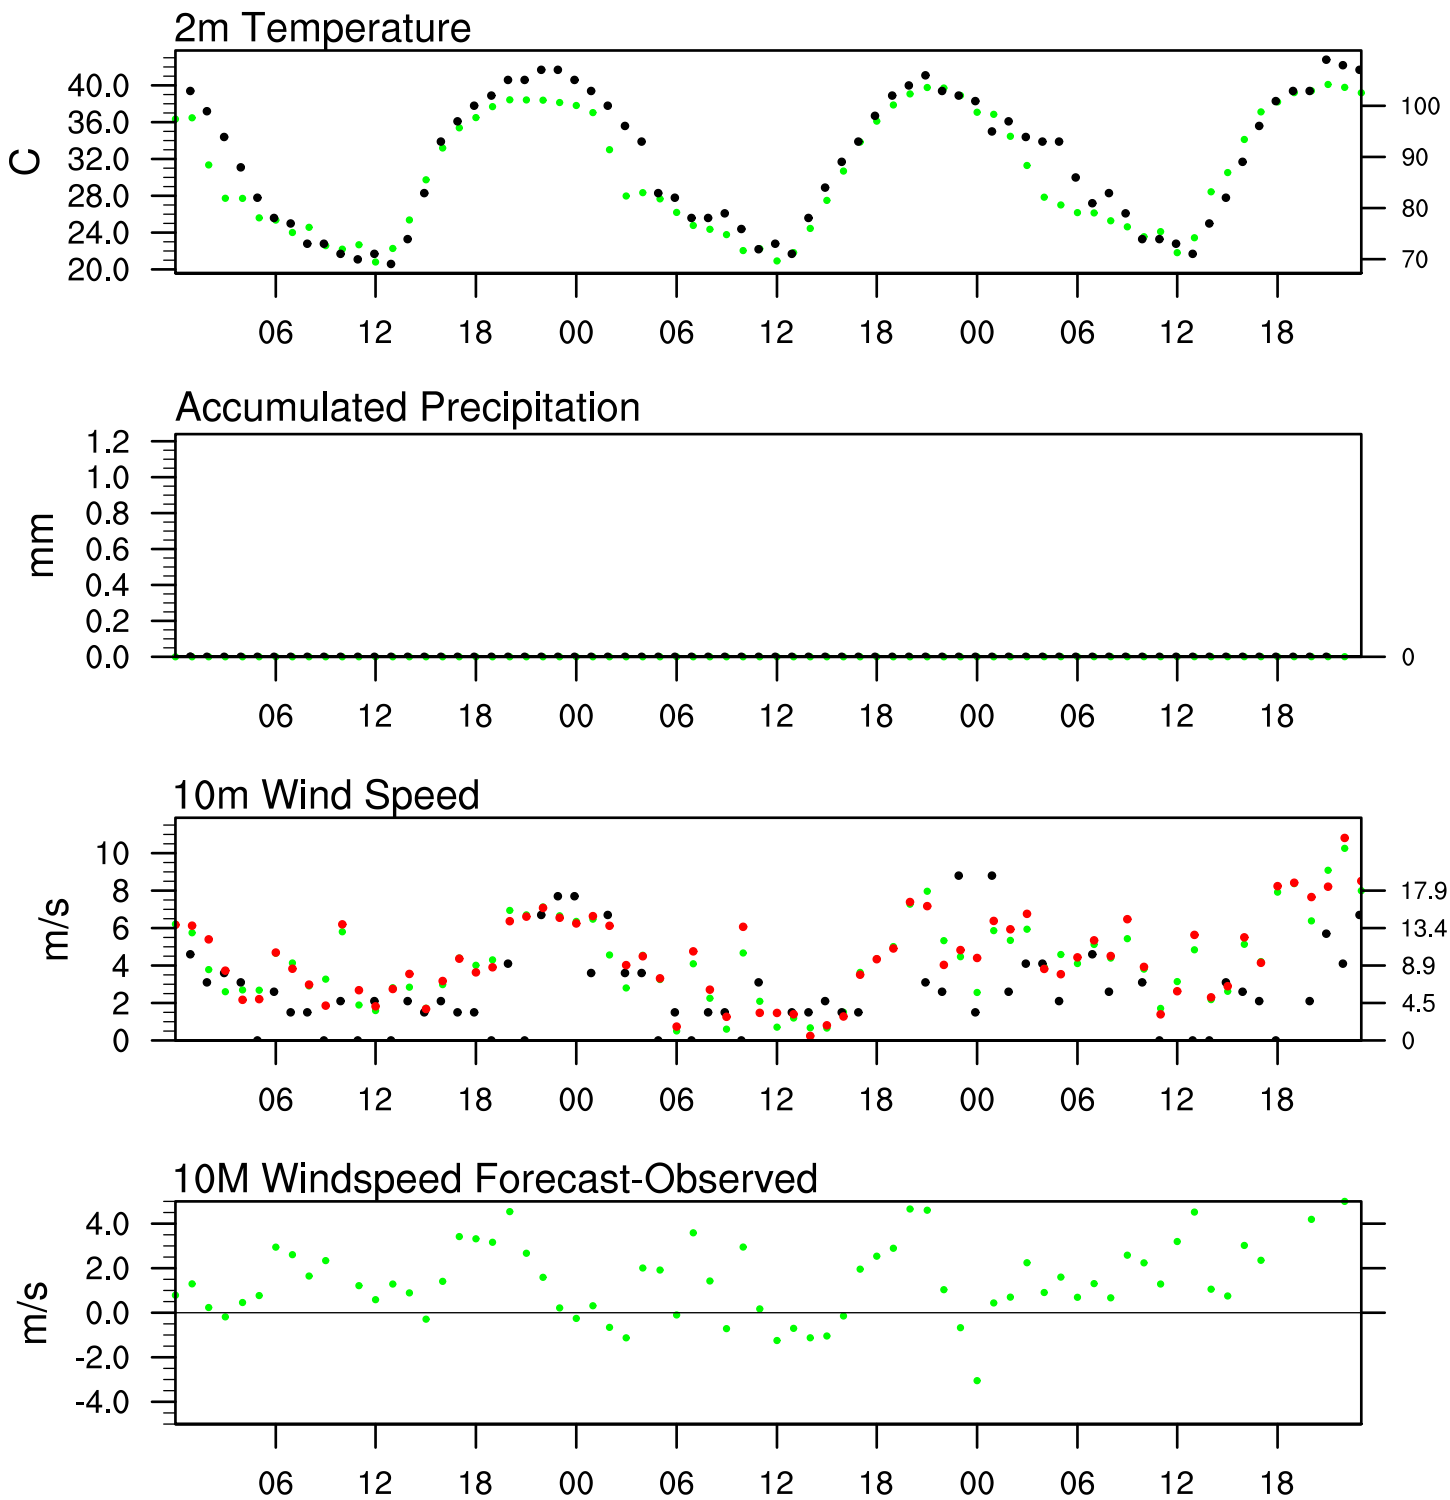 2m Temperature
C
40.0
36.0
32.0
28.0
24.0
20.0
100
90
80
70
06 12 18 00 06 12 18 00 06 12 18
Accumulated Precipitation
mm
1.2
1.0
0.8
0.6
0.4
0.2
0.0
0
06 12 18 00 06 12 18 00 06 12 18
10m Wind Speed
m/s
10
8
6
4
2
0
17.9
13.4
8.9
4.5
0
06 12 18 00 06 12 18 00 06 12 18
10M Windspeed Forecast-Observed
m/s
4.0
2.0
0.0
-2.0
-4.0
06 12 18 00 06 12 18 00 06 12 18